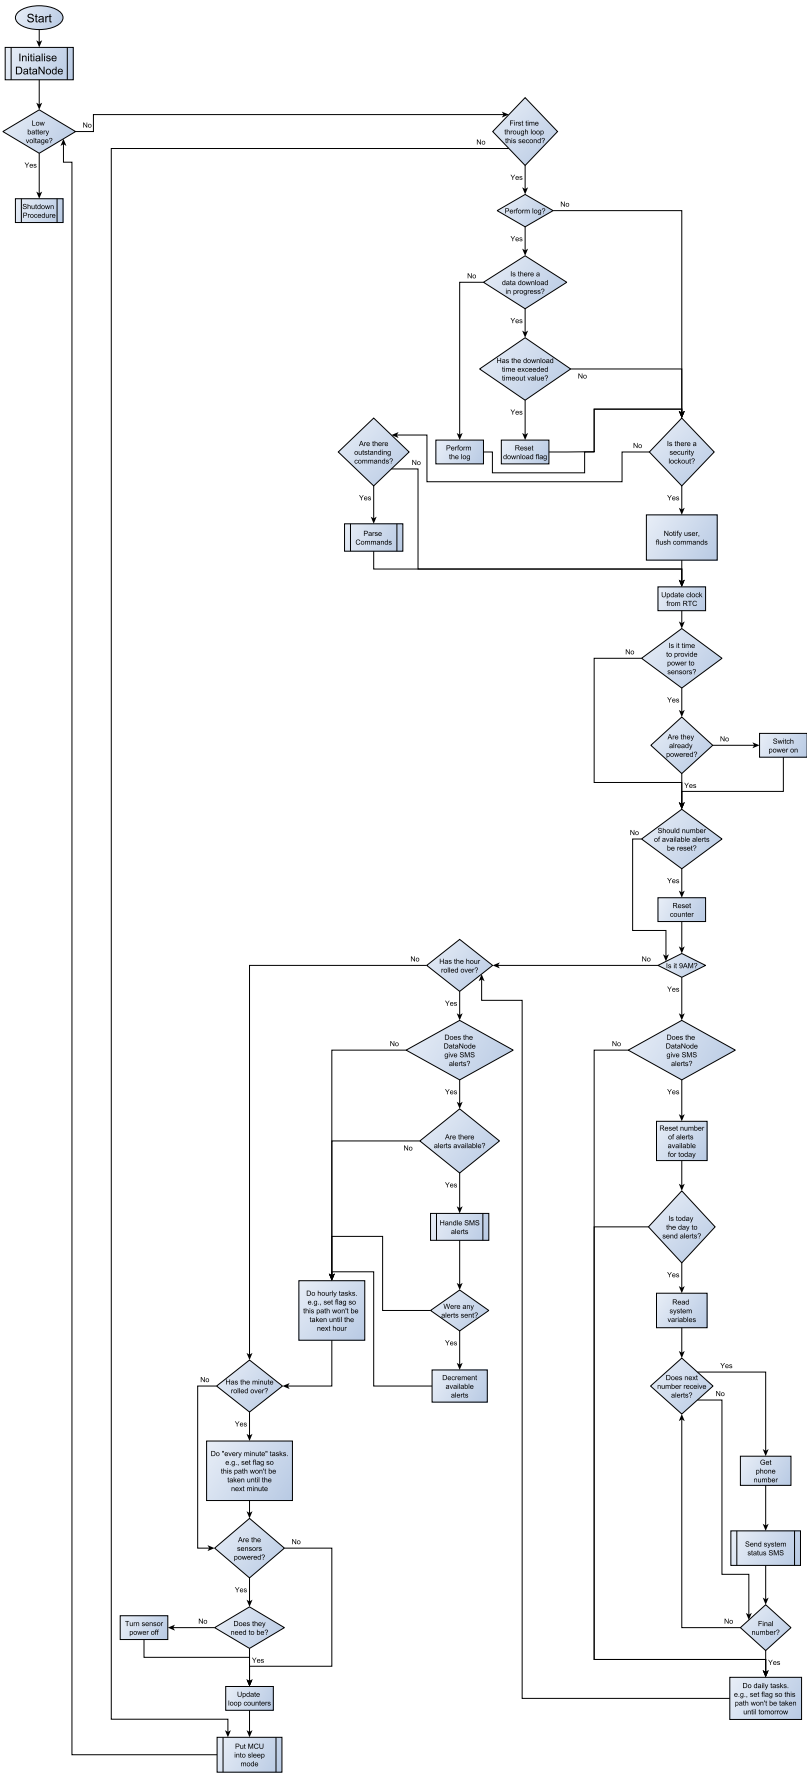 Start
Initialise
DataNode
Low
battery
voltage?
No
Yes
Shutdown
Procedure
First time
through loop
this second?
No
Yes
Perform log?
No
Yes
Is there a
data download
in progress?
No
Yes
Has the download
time exceeded
timeout value?
No
Yes
Perform
the log
Reset
download flag
Is there a
security
lockout?
No
Yes
Are there
outstanding
commands?
No
Yes
Parse
Commands
Notify user,
flush commands
Update clock
from RTC
Is it time
to provide
power to
sensors?
No
Yes
Are they
already
powered?
No
Switch
power on
Yes
Should number
of available alerts
be reset?
No
Yes
Reset
counter
Is it 9AM?
No
Yes
Has the hour
rolled over?
No
Yes
Does the
DataNode
give SMS
alerts?
No
Yes
Are there
alerts available?
No
Yes
Handle SMS
alerts
Were any
alerts sent?
Yes
Decrement
available
alerts
Do hourly tasks.
e.g., set flag so
this path won't be
taken until the
next hour
Does the
DataNode
give SMS
alerts?
No
Yes
Reset number
of alerts
available
for today
Is today
the day to
send alerts?
Yes
Read
system
variables
Does next
number receive
alerts?
Yes
No
Get
phone
number
Send system
status SMS
Final
number?
No
Yes
Do daily tasks.
e.g., set flag so this
path won't be taken
until tomorrow
Has the minute
rolled over?
No
Yes
Do "every minute" tasks.
e.g., set flag so
this path won't be
taken until the
next minute
Are the
sensors
powered?
No
Yes
Does they
need to be?
No
Yes
Turn sensor
power off
Update
loop counters
Put MCU
into sleep
mode